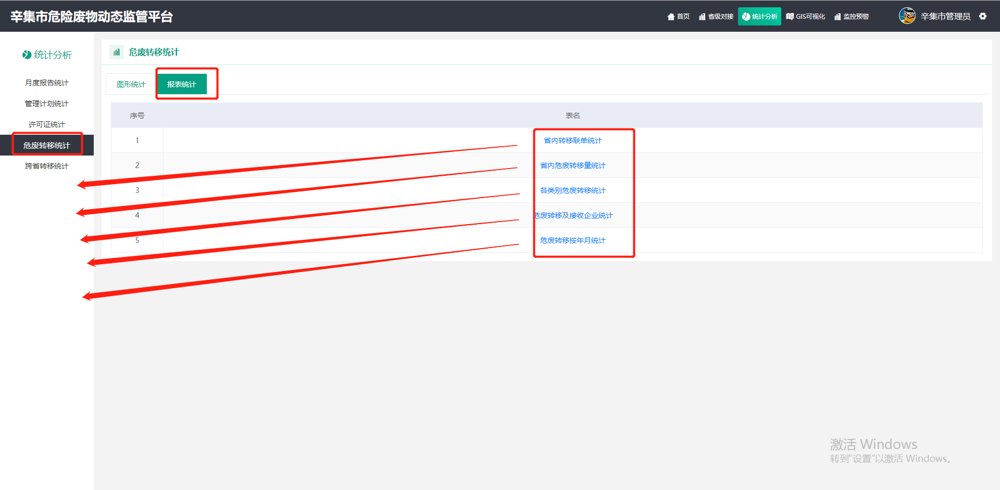 辛集市危险废物动态监管平台
首页 省级对接 统计分析 GIS可视化 监控预警 辛集市管理员
统计分析
月度报告统计
管理计划统计
许可证统计
危废转移统计
跨省转移统计
危废转移统计
图形统计 报表统计
序号 表名
1 省内转移联单统计
2 省内危废转移量统计
3 各类别危废转移统计
4 危废转移及接收企业统计
5 危废转移按年月统计
激活 Windows
转到“设置”以激活 Windows。